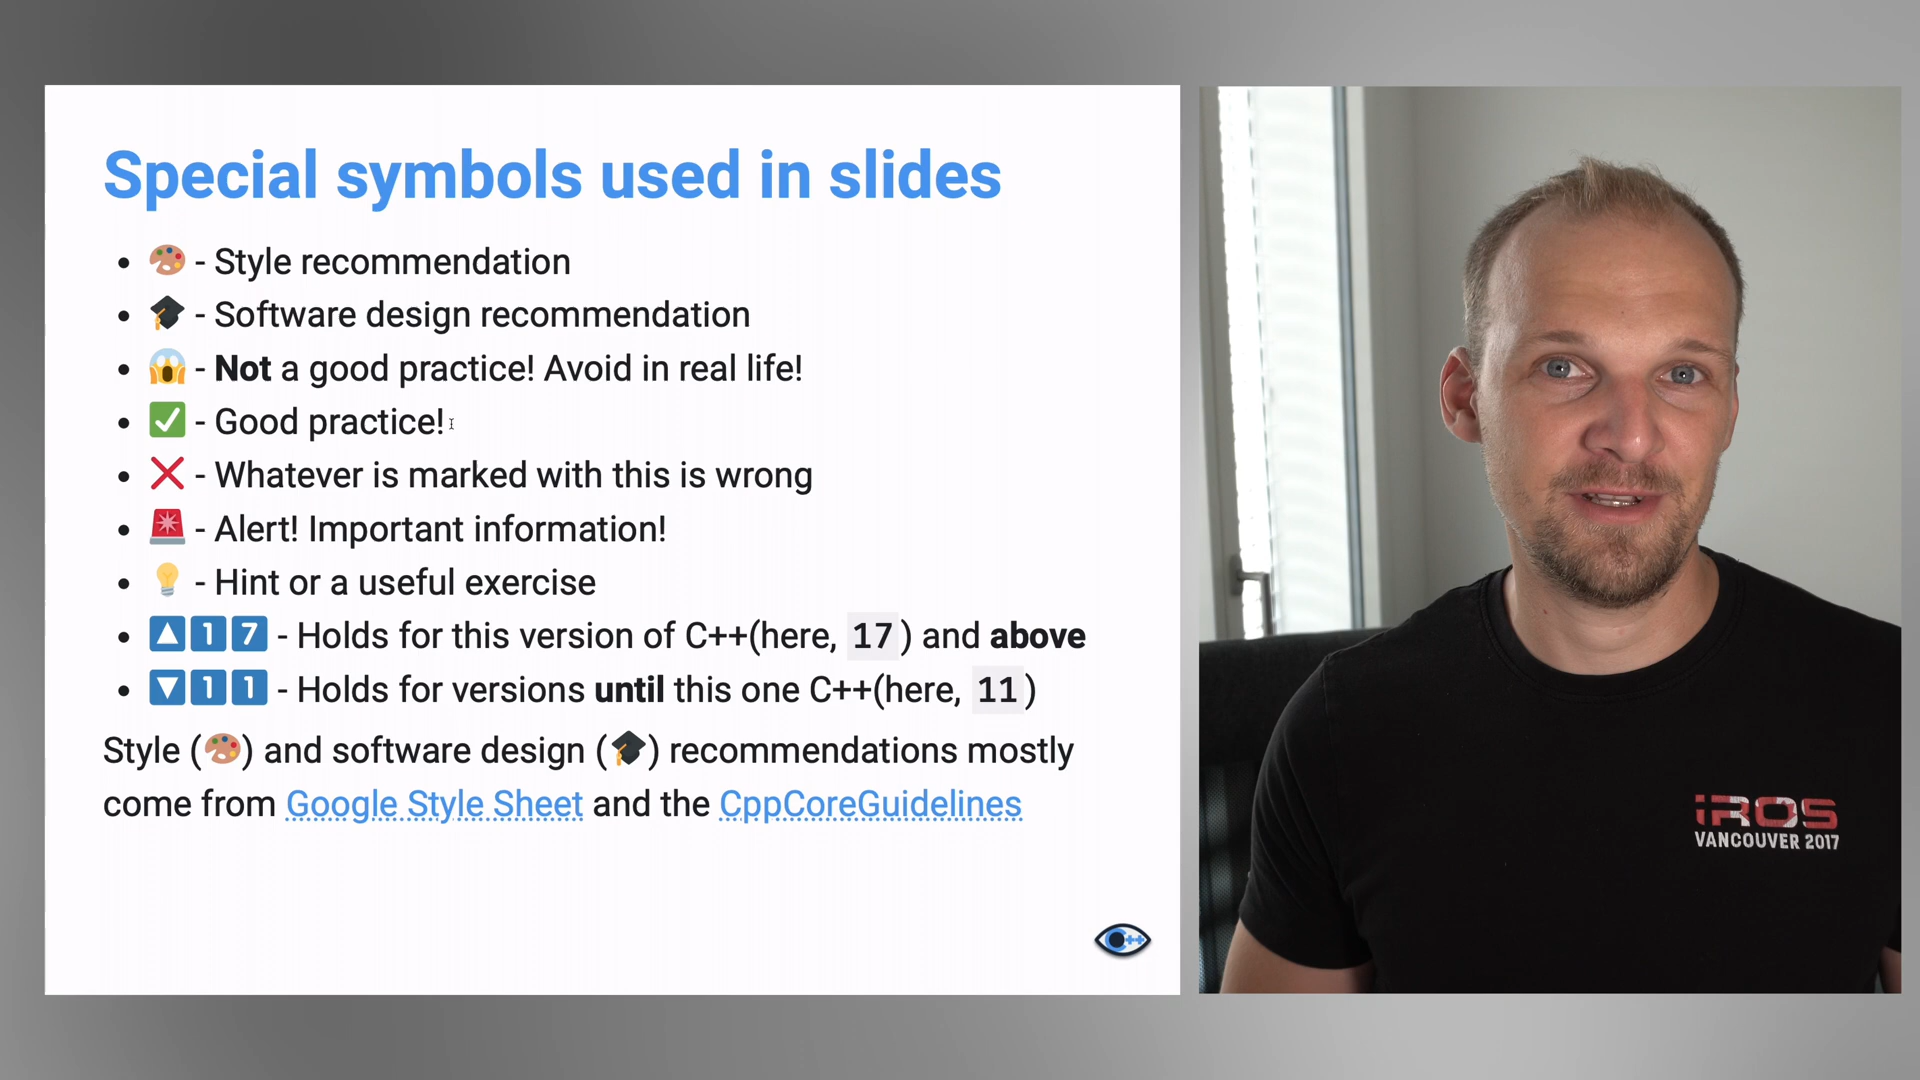 Special symbols used in slides
🎨 - Style recommendation
🎓 - Software design recommendation
😱 - Not a good practice! Avoid in real life!
✅ - Good practice!
❌ - Whatever is marked with this is wrong
🚨 - Alert! Important information!
💡 - Hint or a useful exercise
🔼1️⃣7️⃣ - Holds for this version of C++(here, 17) and above
🔽1️⃣1️⃣ - Holds for versions until this one C++(here, 11)
Style (🎨) and software design (🎓) recommendations mostly
come from Google Style Sheet and the CppCoreGuidelines
C++
IROS
VANCOUVER 2017